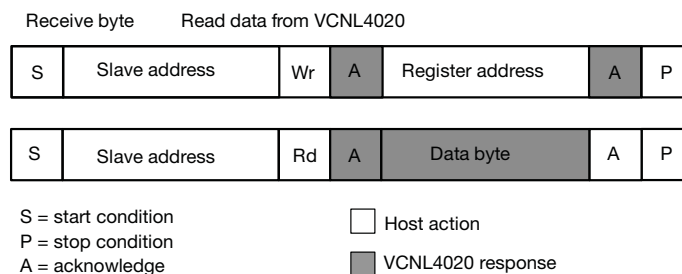 Receive byte Read data from VCNL4020
S Slave address Wr A Register address A P
S Slave address Rd A Data byte A P
S = start condition
P = stop condition
A = acknowledge
Host action
VCNL4020 response